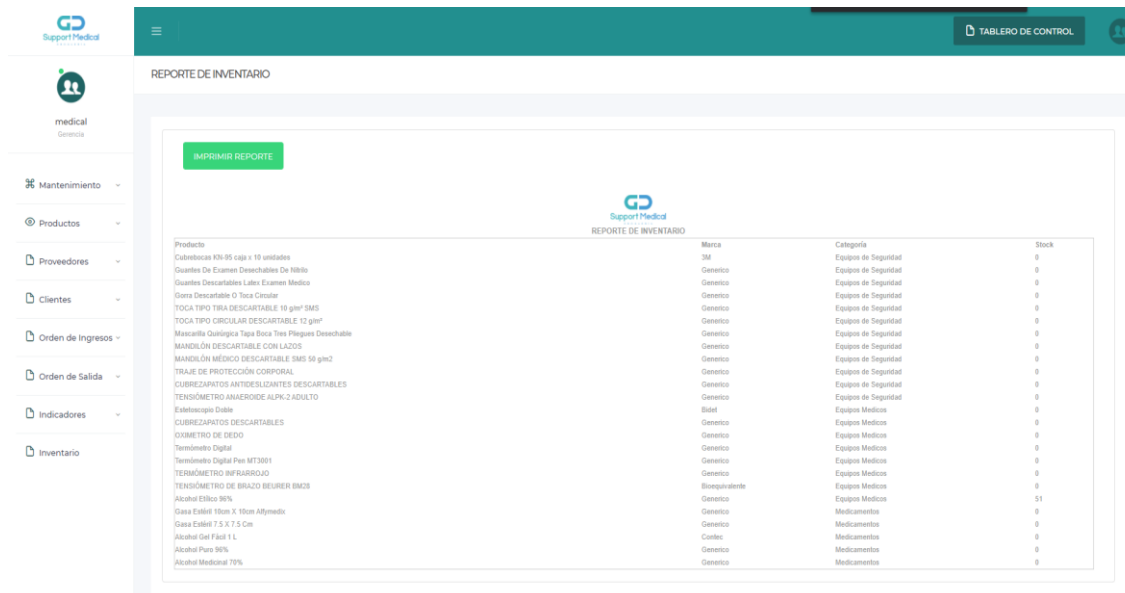 Support Medical
TABLERO DE CONTROL
REPORTE DE INVENTARIO
medical
Gerencia
Mantenimiento
Productos
Proveedores
Clientes
Orden de Ingresos
Orden de Salida
Indicadores
Inventario
IMPRIMIR REPORTE
Support Medical
REPORTE DE INVENTARIO
Producto Marca Categoría Stock
Cubrebocas KN-95 caja x 10 unidades 3M Equipos de Seguridad 0
Guantes De Examen Desechables De Nitrilo Generico Equipos de Seguridad 0
Guantes Descartables Latex Examen Medico Generico Equipos de Seguridad 0
Gorra Descartable O Toca Circular Generico Equipos de Seguridad 0
TOCA TIPO TIRA DESCARTABLE 10 g/m² SMS Generico Equipos de Seguridad 0
TOCA TIPO CIRCULAR DESCARTABLE 12 g/m² Generico Equipos de Seguridad 0
Mascarilla Quirúrgica Tapa Boca Tres Pliegues Desechable Generico Equipos de Seguridad 0
MANDILÓN DESCARTABLE CON LAZOS Generico Equipos de Seguridad 0
MANDILÓN MÉDICO DESCARTABLE SMS 50 g/m2 Generico Equipos de Seguridad 0
TRAJE DE PROTECCIÓN CORPORAL Generico Equipos de Seguridad 0
CUBREZAPATOS ANTIDESLIZANTES DESCARTABLES Generico Equipos de Seguridad 0
TENSIÓMETRO ANAEROIDE ALPK-2 ADULTO Generico Equipos de Seguridad 0
Estetoscopio Doble Bidet Equipos Medicos 0
CUBREZAPATOS DESCARTABLES Generico Equipos Medicos 0
OXIMETRO DE DEDO Generico Equipos Medicos 0
Termómetro Digital Generico Equipos Medicos 0
Termómetro Digital Pen MT3001 Generico Equipos Medicos 0
TERMÓMETRO INFRARROJO Generico Equipos Medicos 0
TENSIÓMETRO DE BRAZO BEURER BM28 Bioequivalente Equipos Medicos 0
Alcohol Etílico 96% Generico Equipos Medicos 51
Gasa Estéril 10cm X 10cm Allymedix Generico Medicamentos 0
Gasa Estéril 7.5 X 7.5 Cm Generico Medicamentos 0
Alcohol Gel Fácil 1 L Contec Medicamentos 0
Alcohol Puro 96% Generico Medicamentos 0
Alcohol Medicinal 70% Generico Medicamentos 0